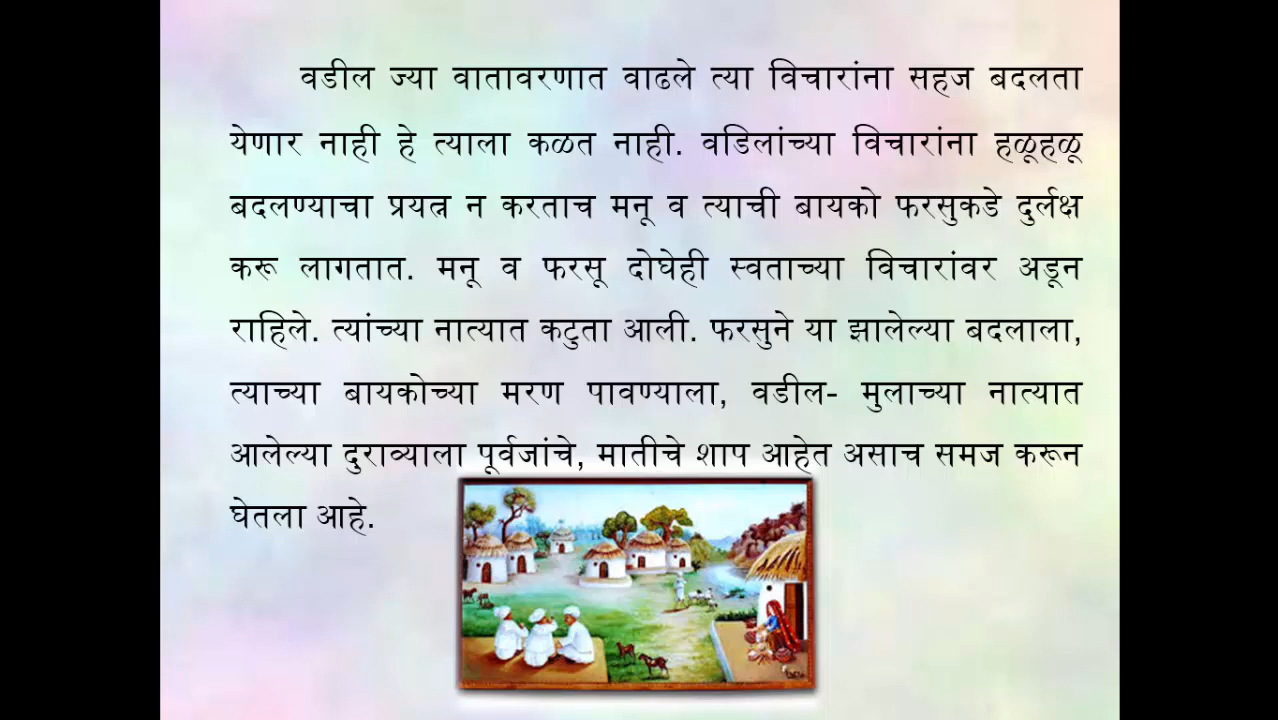 वडील ज्या वातावरणात वाढले त्या विचारांना सहज बदलता
येणार नाही हे त्याला कळत नाही. वडिलांच्या विचारांना हळूहळू
बदलण्याचा प्रयत्न न करताच मनू व त्याची बायको फरसुकडे दुर्लक्ष
करू लागतात. मनू व फरसू दोघेही स्वताच्या विचारांवर अडून
राहिले. त्यांच्या नात्यात कटुता आली. फरसुने या झालेल्या बदलाला,
त्याच्या बायकोच्या मरण पावण्याला, वडील- मुलाच्या नात्यात
आलेल्या दुराव्याला पूर्वजांचे, मातीचे शाप आहेत असाच समज करून
घेतला आहे.